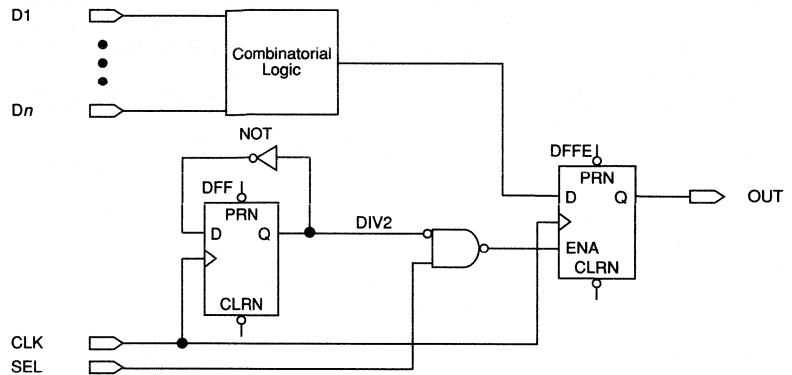 D1
Combinatorial
Logic
Dn
NOT
DFF
PRN
D
Q
CLRN
DIV2
DFFE
PRN
D
Q
ENA
CLRN
OUT
CLK
SEL